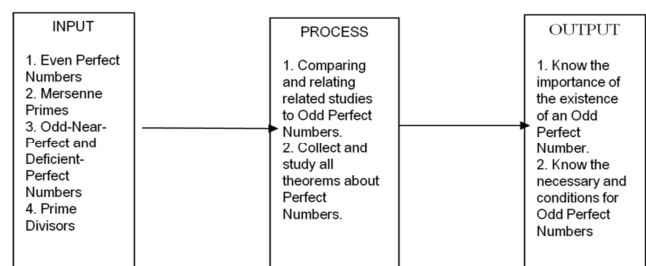 INPUT
1. Even Perfect
Numbers
2. Mersenne
Primes
3. Odd-Near-
Perfect and
Deficient-
Perfect
Numbers
4. Prime
Divisors
PROCESS
1. Comparing
and relating
related studies
to Odd Perfect
Numbers.
2. Collect and
study all
theorems about
Perfect
Numbers.
OUTPUT
1. Know the
importance of
the existence
of an Odd
Perfect
Number.
2. Know the
necessary and
conditions for
Odd Perfect
Numbers